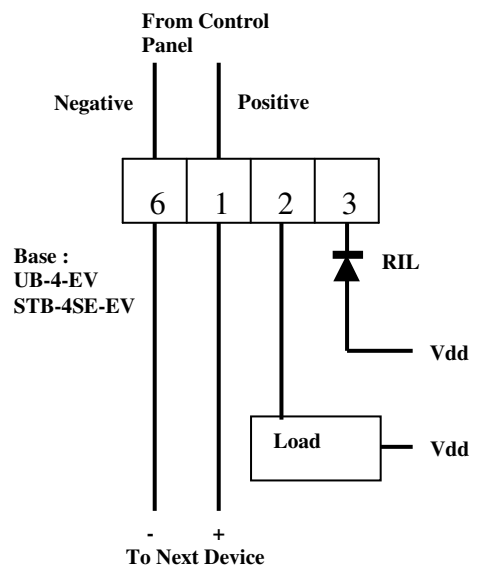 From Control
Panel
Negative
Positive
6 1 2 3
Base :
UB-4-EV
STB-4SE-EV
RIL
Vdd
Load
Vdd
- +
To Next Device